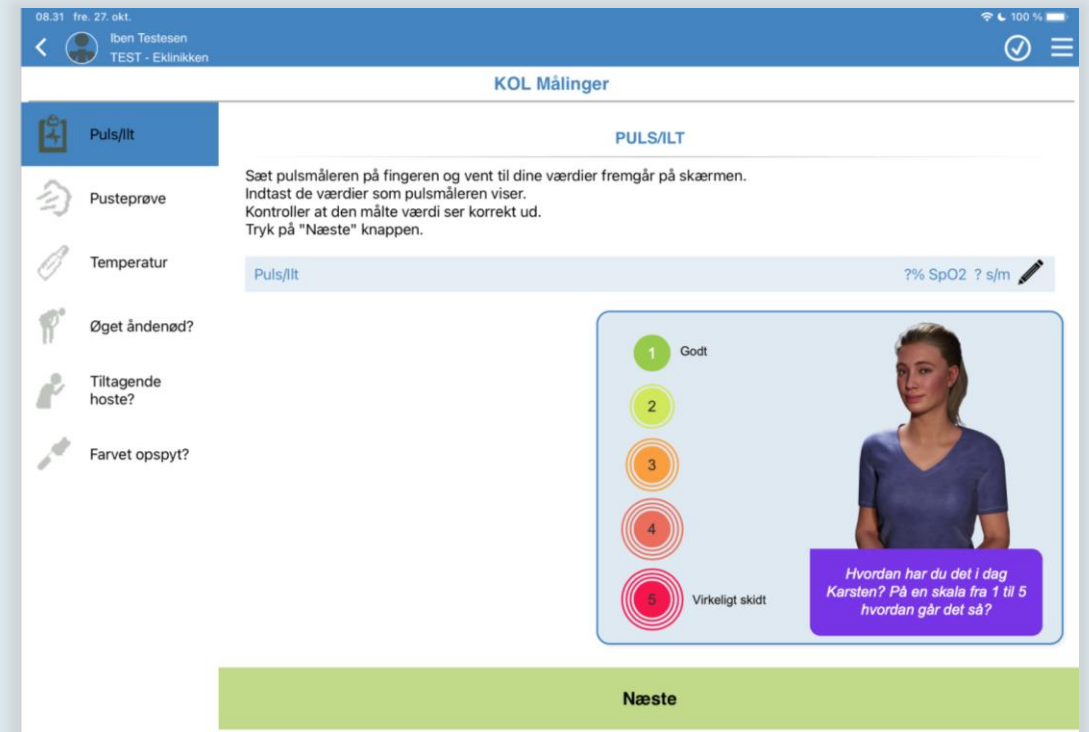 08.31 fre. 27. okt.
100 %
Iben Testesen
TEST - Eklinikken
KOL Målinger
Puls/Ilt
Pusteprøve
Temperatur
Øget åndenød?
Tiltagende
hoste?
Farvet opspyt?
PULS/ILT
Sæt pulsmåleren på fingeren og vent til dine værdier fremgår på skærmen.
Indtast de værdier som pulsmåleren viser.
Kontroller at den målte værdi ser korrekt ud.
Tryk på "Næste" knappen.
Puls/Ilt ?% SpO2 ? s/m
1 Godt
2
3
4
5 Virkeligt skidt
Hvordan har du det i dag
Karsten? På en skala fra 1 til 5
hvordan går det så?
Næste